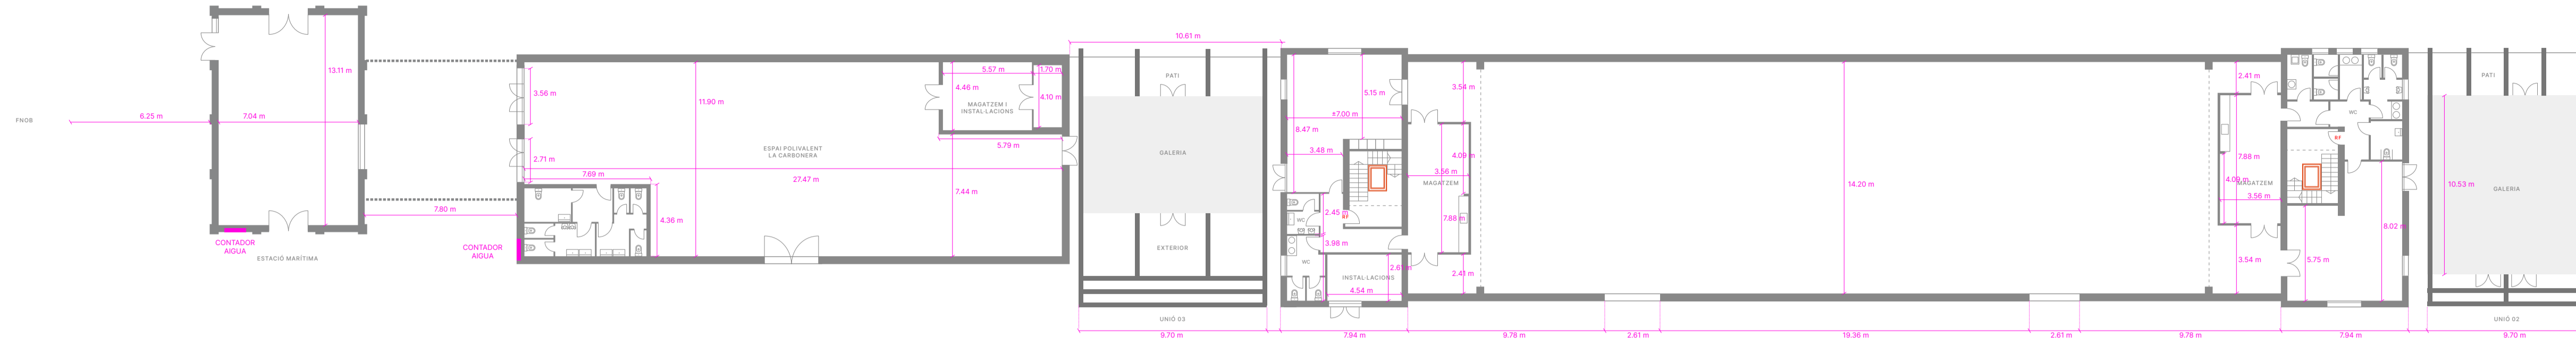 FNOB
6.25 m
7.04 m
13.11 m
CONTADOR
AIGUA
ESTACIÓ MARÍTIMA
7.80 m
CONTADOR
AIGUA
3.56 m
2.71 m
7.69 m
4.36 m
11.90 m
ESPAI POLIVALENT
LA CARBONERA
27.47 m
5.57 m
1.70 m
4.46 m
4.10 m
MAGATZEM I
INSTAL·LACIONS
5.79 m
7.44 m
10.61 m
PATI
GALERIA
EXTERIOR
UNIÓ 03
9.70 m
5.15 m
±7.00 m
8.47 m
3.48 m
WC
2.45
RF
3.98 m
WC
INSTAL·LACIONS
2.61 m
4.54 m
7.94 m
3.54 m
4.09 m
3.56 m
MAGATZEM
7.88 m
2.41 m
9.78 m
2.61 m
14.20 m
19.36 m
2.61 m
9.78 m
2.41 m
7.88 m
4.09 m
MAGATZEM
3.56 m
3.54 m
WC
RF
5.75 m
8.02 m
7.94 m
PATI
10.53 m
GALERIA
UNIÓ 02
9.70 m